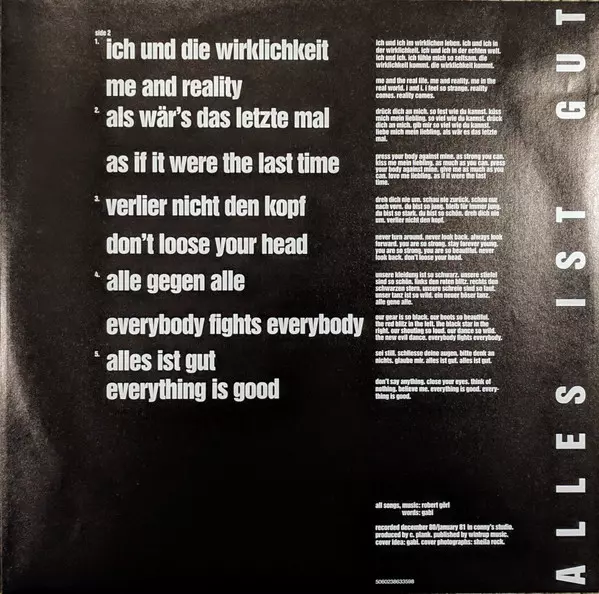 side 2
1. ich und die wirklichkeit
me and reality
2. als wär's das letzte mal
as if it were the last time
3. verlier nicht den kopf
don't loose your head
4. alle gegen alle
everybody fights everybody
5. alles ist gut
everything is good
ich und ich im wirklichen leben. ich und ich in
der wirklichkeit. ich und ich in der echten welt.
ich und ich. ich fühle mich so seltsam. die
wirklichkeit kommt. die wirklichkeit kommt.
me and the real life. me and reality. me in the
real world. i and i. i feel so strange. reality
comes. reality comes.
drück dich an mich. so fest wie du kannst. küss
mich mein liebling. so viel wie du kannst. drück
dich an mich. gib mir so viel wie du kannst.
liebe mich mein liebling. als wär es das letzte
mal.
press your body against mine. as strong you can.
kiss me mein liebling. as much as you can. press
your body against mine. give me as much as you
can. love me liebling. as if it were the last
time.
dreh dich nie um. schau nie zurück. schau nur
nach vorn. du bist so jung. bleib für immer jung.
du bist so stark. du bist so schön. dreh dich nie
um. verlier nicht den kopf.
never turn around. never look back. always look
forward. you are so strong. stay forever young.
you are so strong. you are so beautiful. never
look back. don't loose your head.
unsere kleidung ist so schwarz. unsere stiefel
sind so schön. links den roten blitz. rechts den
schwarzen stern. unsere schreie sind so laut.
unser tanz ist so wild. ein neuer böser tanz.
alle gene alle.
our gear is so black. our boots so beautiful.
the red blitz in the left. the black star in the
right. our shouting so loud. our dance so wild.
the new evil dance. everybody fights everybody.
sei still. schliesse deine augen. bitte denk an
nichts. glaube mir. alles ist gut. alles ist gut.
don't say anything. close your eyes. think of
nothing. believe me. everything is good. every-
thing is good.
all songs, music: robert görl
words: gabi
recorded december 80/january 81 in conny's studio.
produced by c. plank. published by wintrup music.
cover idea: gabi. cover photographs: sheila rock.
5060238633598
ALLES IST GUT